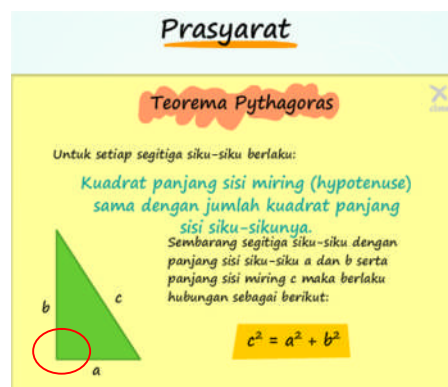 Prasyarat
Teorema Pythagoras
Untuk setiap segitiga siku-siku berlaku:
Kuadrat panjang sisi miring (hypotenuse)
sama dengan jumlah kuadrat panjang
sisi siku-sikunya.
Sembarang segitiga siku-siku dengan
panjang sisi siku-siku a dan b serta
panjang sisi miring c maka berlaku
hubungan sebagai berikut:
b
c
a
c² = a² + b²